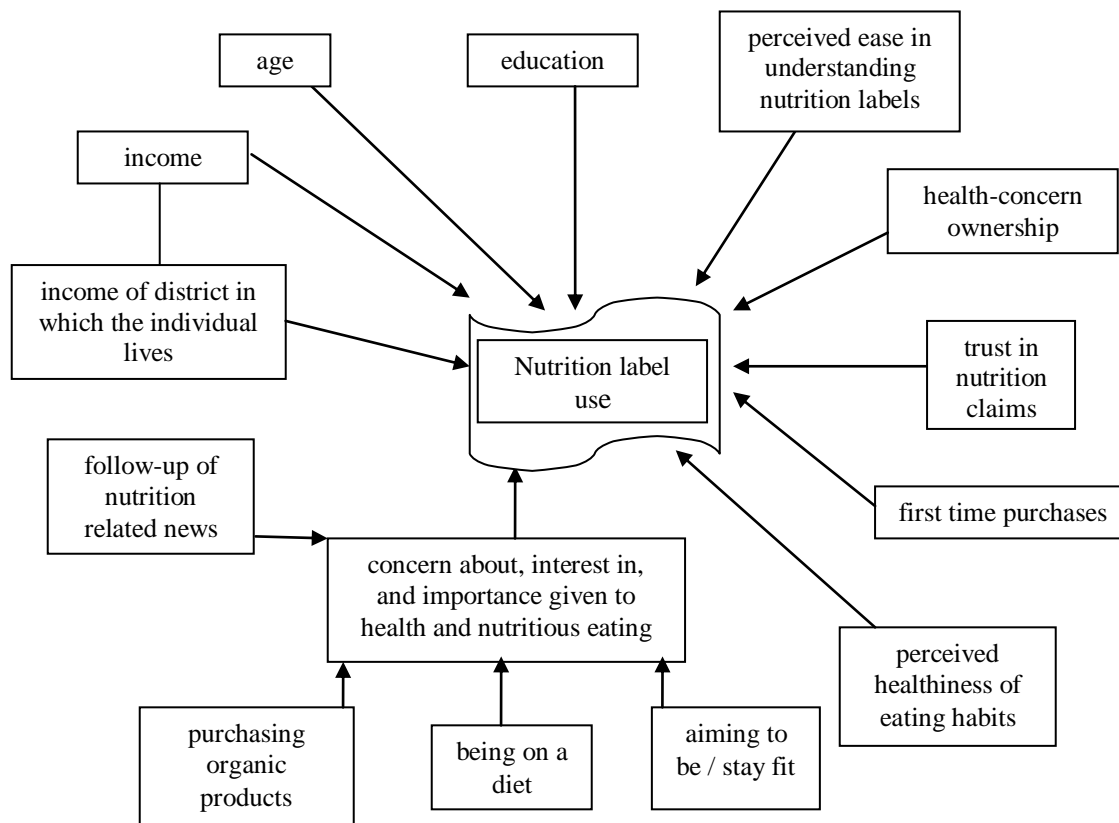 age
education
perceived ease in
understanding
nutrition labels
income
health-concern
ownership
income of district in
which the individual
lives
Nutrition label
use
trust in
nutrition
claims
follow-up of
nutrition
related news
first time purchases
concern about, interest in,
and importance given to
health and nutritious eating
perceived
healthiness of
eating habits
purchasing
organic
products
being on a
diet
aiming to
be / stay fit